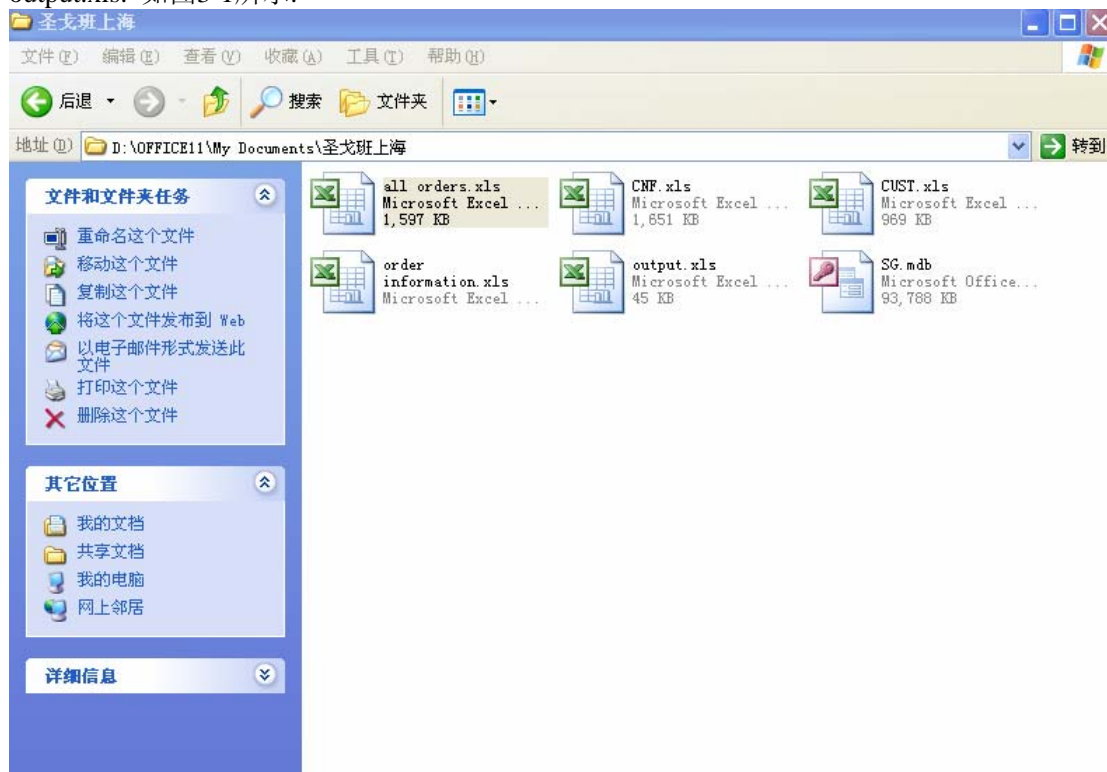 output.xls. 如图3-1所示:
圣戈班上海
文件(F) 编辑(E) 查看(V) 收藏(A) 工具(T) 帮助(H)
后退 搜索 文件夹
地址(D) D:\OFFICE11\My Documents\圣戈班上海 转到
文件和文件夹任务
重命名这个文件
移动这个文件
复制这个文件
将这个文件发布到 Web
以电子邮件形式发送此
文件
打印这个文件
删除这个文件
其它位置
我的文档
共享文档
我的电脑
网上邻居
详细信息
all orders.xls
Microsoft Excel ...
1,597 KB
CNF.xls
Microsoft Excel ...
1,651 KB
CUST.xls
Microsoft Excel ...
969 KB
order
information.xls
Microsoft Excel ...
output.xls
Microsoft Excel ...
45 KB
SG.mdb
Microsoft Office...
93,788 KB